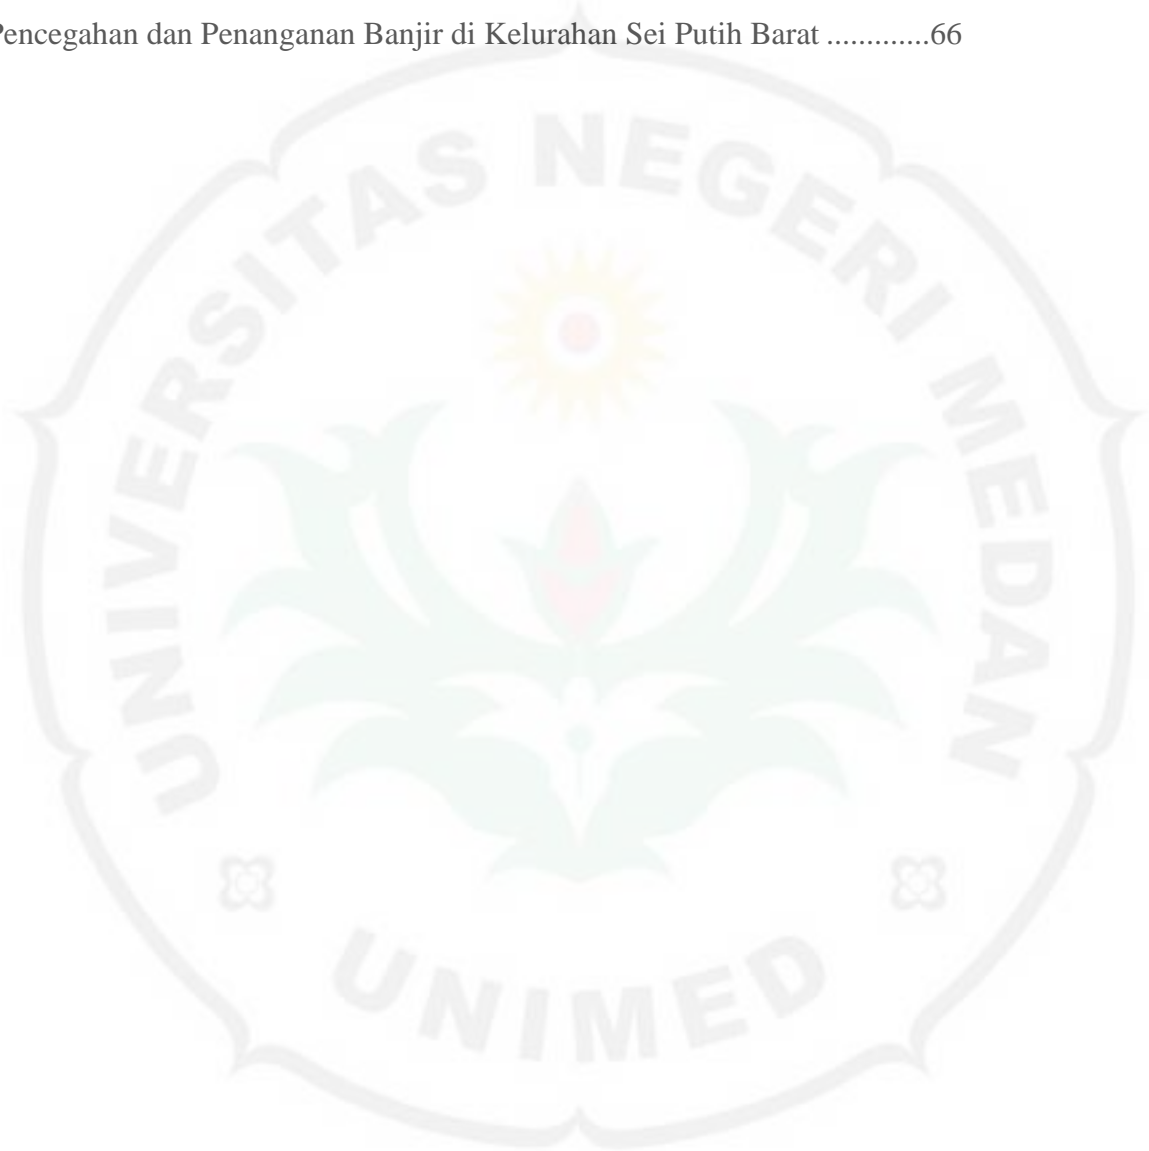 Pencegahan dan Penanganan Banjir di Kelurahan Sei Putih Barat .............66
UNIVERSITAS NEGERI MEDAN
UNIMED